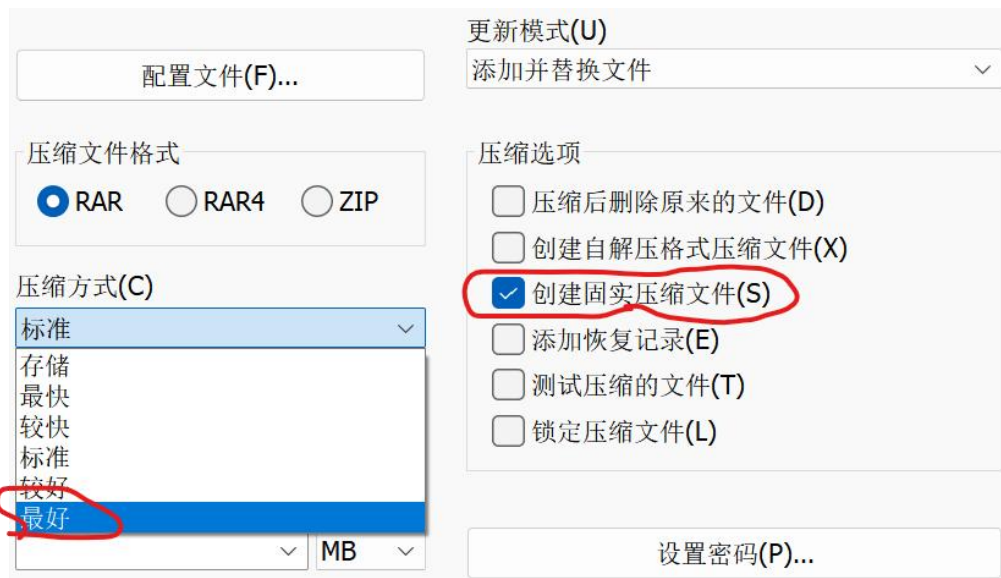 更新模式(U)
配置文件(F)...
添加并替换文件
压缩文件格式
RAR
RAR4
ZIP
压缩方式(C)
标准
存储
最快
较快
标准
较好
最好
MB
压缩选项
压缩后删除原来的文件(D)
创建自解压格式压缩文件(X)
创建固实压缩文件(S)
添加恢复记录(E)
测试压缩的文件(T)
锁定压缩文件(L)
设置密码(P)...